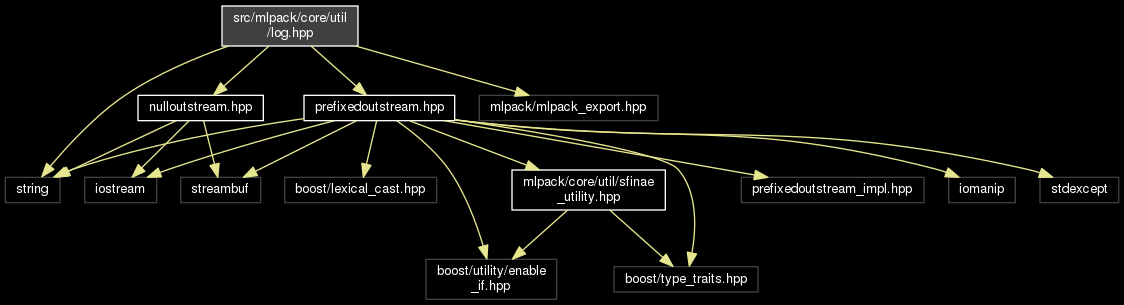 src/mlpack/core/util
/log.hpp
nulloutstream.hpp
prefixedoutstream.hpp
mlpack/mlpack_export.hpp
string
iostream
streambuf
boost/lexical_cast.hpp
mlpack/core/util/sfinae
_utility.hpp
prefixedoutstream_impl.hpp
iomanip
stdexcept
boost/utility/enable
_if.hpp
boost/type_traits.hpp